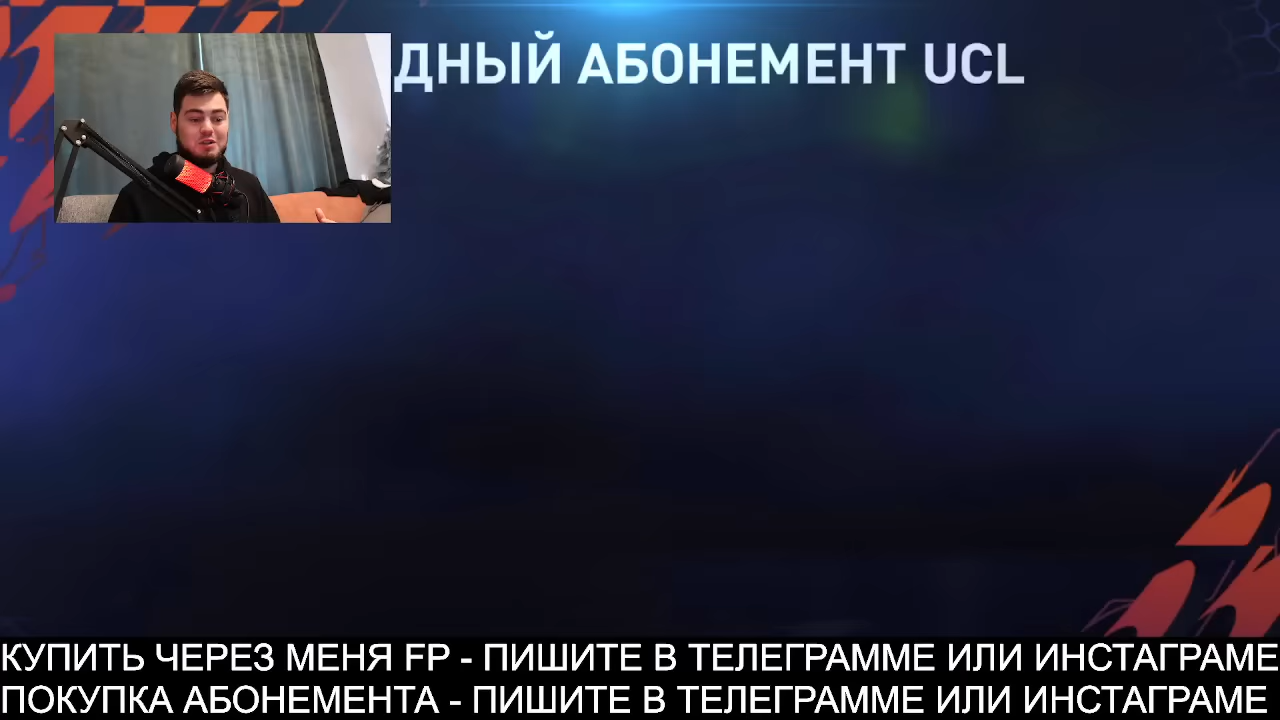 ДНЫЙ АБОНЕМЕНТ UCL
КУПИТЬ ЧЕРЕЗ МЕНЯ FP - ПИШИТЕ В ТЕЛЕГРАММЕ ИЛИ ИНСТАГРАМЕ
ПОКУПКА АБОНЕМЕНТА - ПИШИТЕ В ТЕЛЕГРАММЕ ИЛИ ИНСТАГРАМЕ